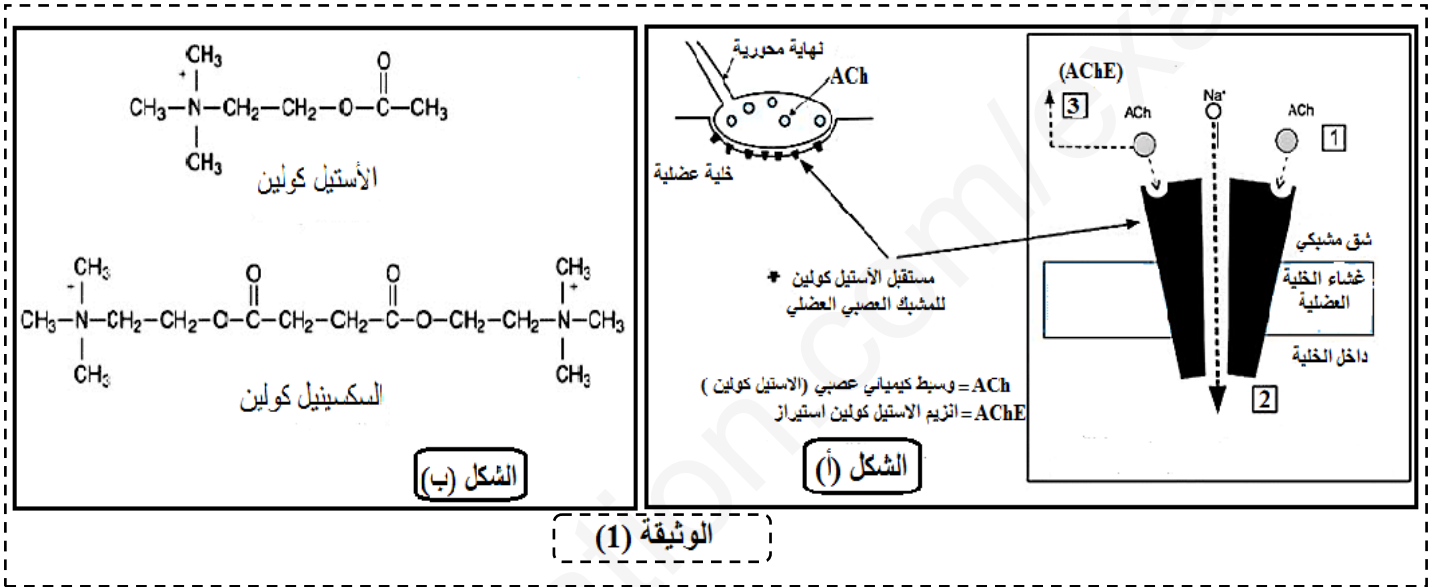 نهاية محورية
ACh
خلية عضلية
مستقبل الأستيل كولين
للمشبك العصبي العضلي
(AChE)
3
ACh
Na+
ACh
1
شق مشبكي
غشاء الخلية
العضلية
داخل الخلية
2
ACh = وسيط كيميائي عصبي (الاستيل كولين )
AChE = انزيم الاستيل كولين استيراز
الشكل (أ)
CH3 O
+
CH3—N—CH2—CH2—O—C—CH3
CH3
الأستيل كولين
CH3 O O CH3
+ +
CH3—N—CH2—CH2—O—C—CH2—CH2—C—O—CH2—CH2—N—CH3
CH3 CH3
السكسينيل كولين
الشكل (ب)
الوثيقة (1)